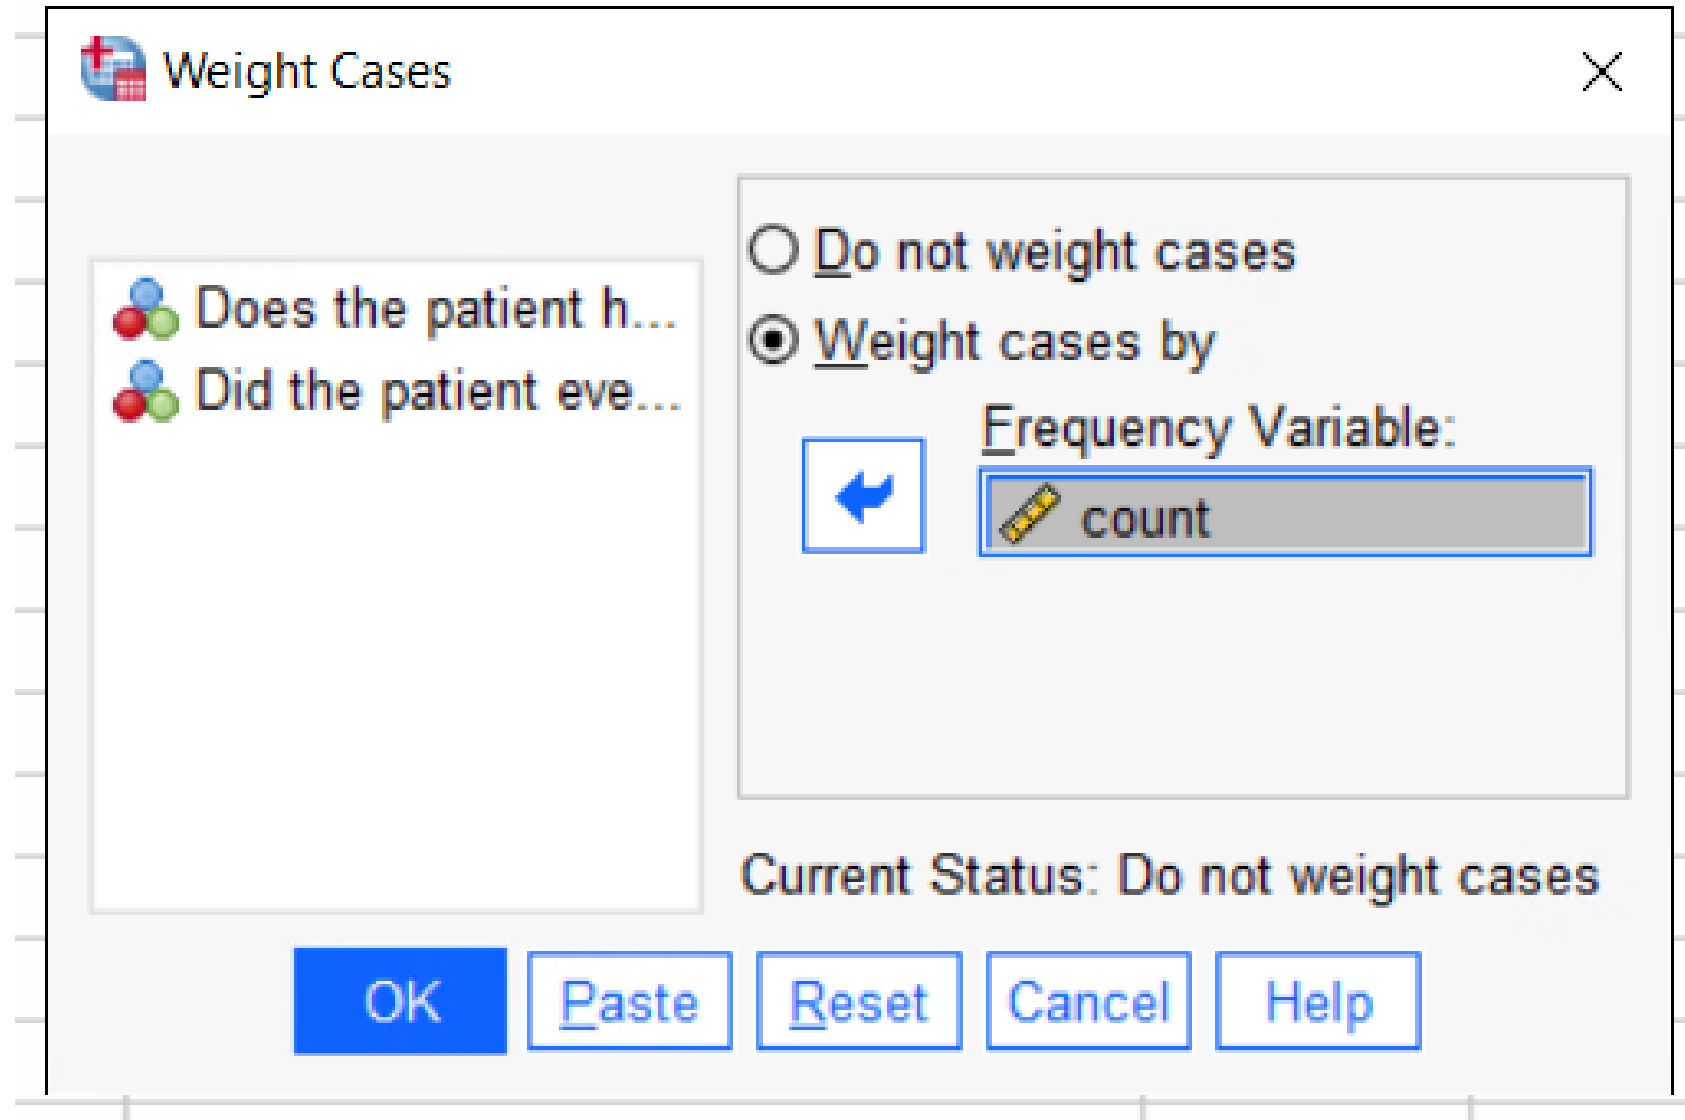 Weight Cases
Does the patient h...
Did the patient eve...
Do not weight cases
Weight cases by
Frequency Variable:
count
Current Status: Do not weight cases
OK
Paste
Reset
Cancel
Help